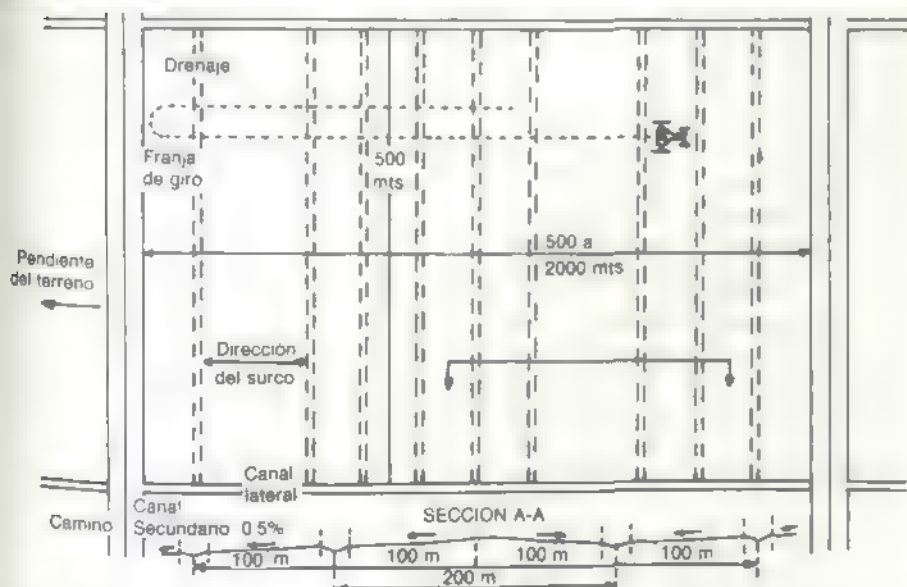 Drenaje
Franja
de giro
500
mts
500 a
2000 mts
Pendiente
del terreno
Dirección
del surco
Canal
lateral
Camino
Canal
Secundario 0 5%
SECCION A-A
100 m
100 m
100 m
100 m
200 m